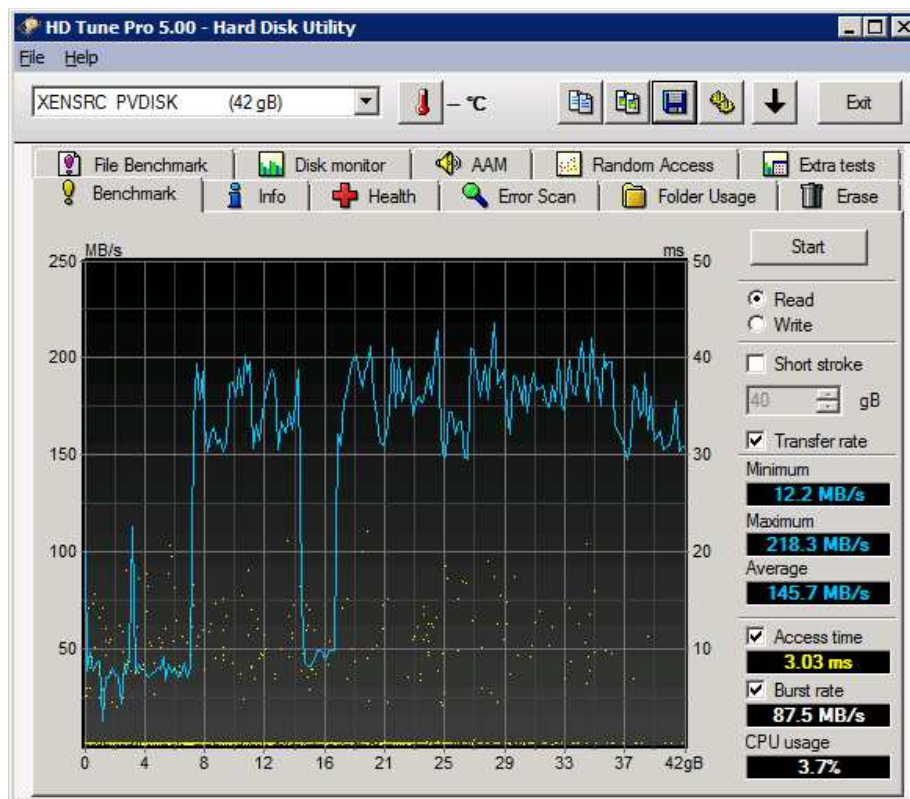 HD Tune Pro 5.00 - Hard Disk Utility
File Help
XENSRC PVDISK (42 gB)
– °C
Exit
File Benchmark Disk monitor AAM Random Access Extra tests
Benchmark Info Health Error Scan Folder Usage Erase
MB/s ms
250 50
200 40
150 30
100 20
50 10
0 4 8 12 16 21 25 29 33 37 42gB
Start
Read
Write
Short stroke
40 gB
Transfer rate
Minimum
12.2 MB/s
Maximum
218.3 MB/s
Average
145.7 MB/s
Access time
3.03 ms
Burst rate
87.5 MB/s
CPU usage
3.7%